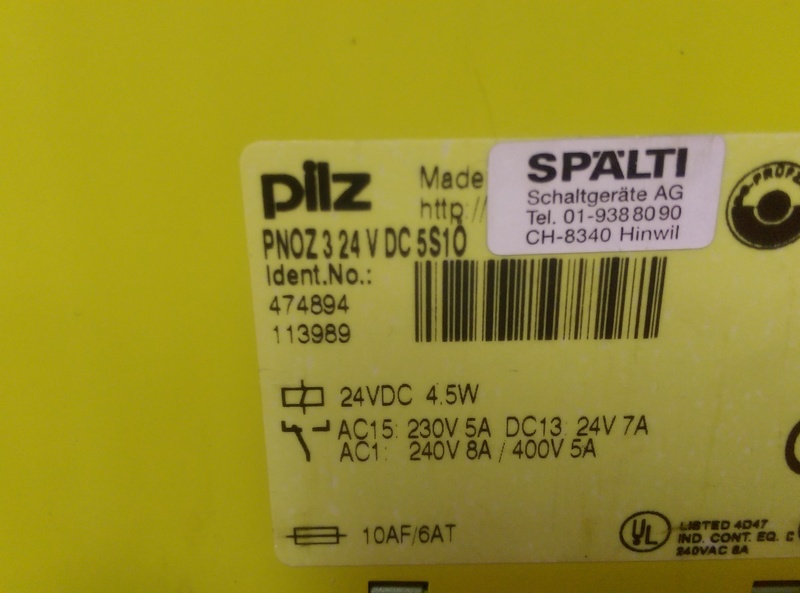 pilz
Made
http://
SPÄLTI
Schaltgeräte AG
Tel. 01-938 80 90
CH-8340 Hinwil
PRÜFZ
PNOZ 3 24 V DC 5S1Ö
Ident.No.:
474894
113989
24VDC 4.5W
AC15: 230V 5A DC13: 24V 7A
AC1: 240V 8A / 400V 5A
10AF/6AT
UL
LISTED 4D47
IND. CONT. EQ. C
240VAC 8A